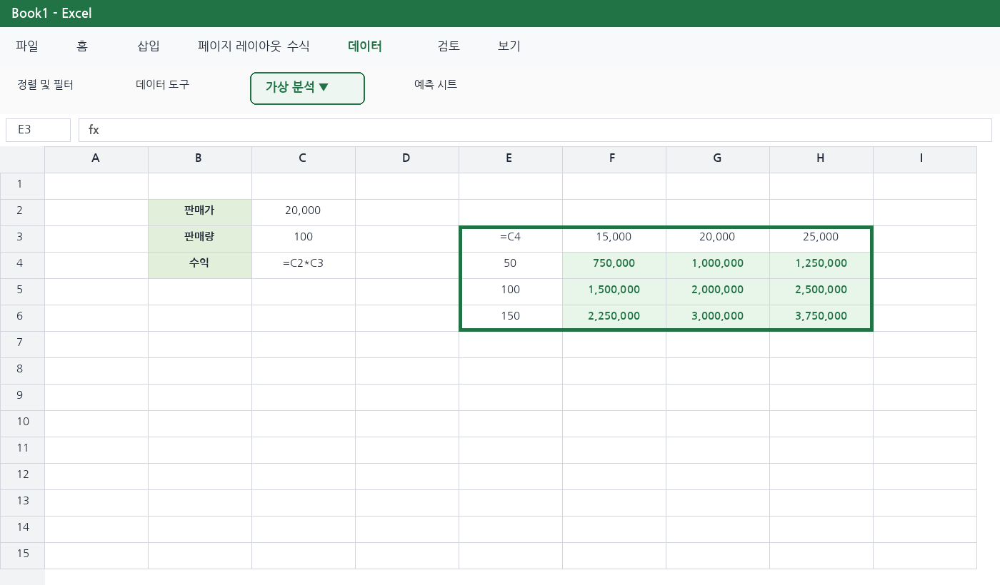 Book1 - Excel
파일 홈 삽입 페이지 레이아웃 수식 데이터 검토 보기
정렬 및 필터 데이터 도구 가상 분석 ▼ 예측 시트
E3 fx
A B C D E F G H I
1
2 판매가 20,000
3 판매량 100 =C4 15,000 20,000 25,000
4 수익 =C2*C3 50 750,000 1,000,000 1,250,000
5 100 1,500,000 2,000,000 2,500,000
6 150 2,250,000 3,000,000 3,750,000
7
8
9
10
11
12
13
14
15